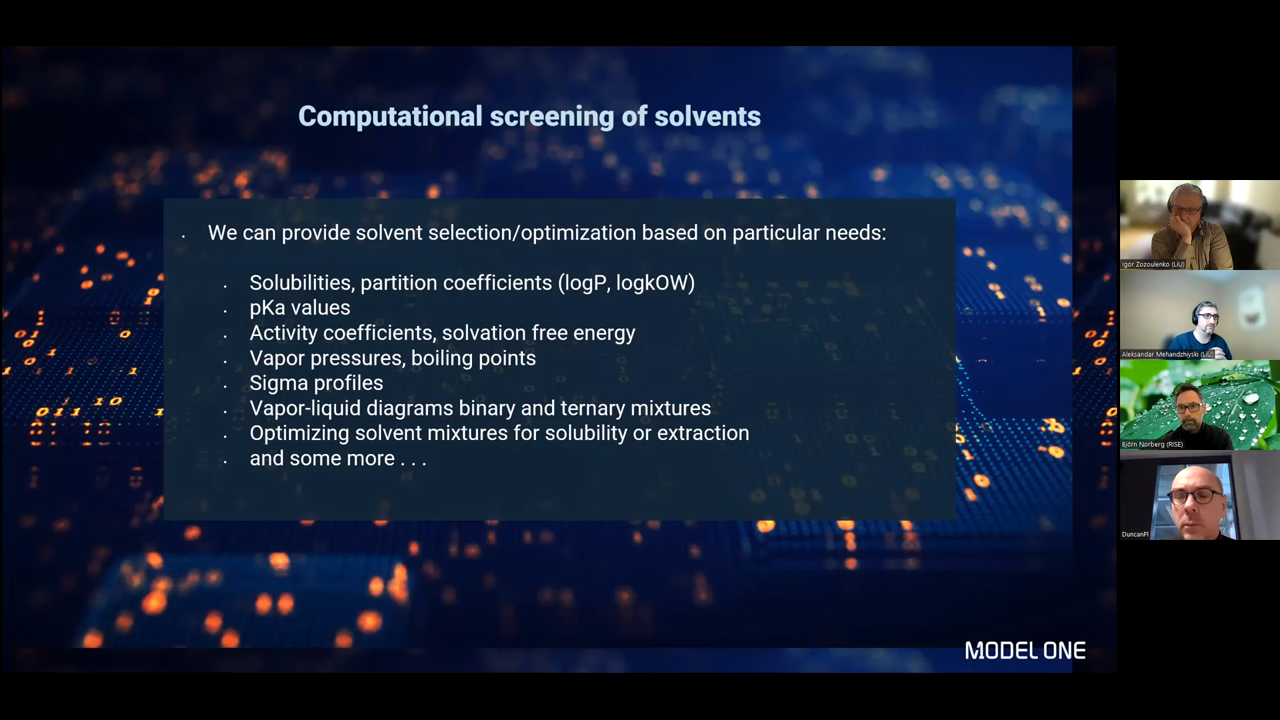 Computational screening of solvents
We can provide solvent selection/optimization based on particular needs:
Solubilities, partition coefficients (logP, logkOW)
pKa values
Activity coefficients, solvation free energy
Vapor pressures, boiling points
Sigma profiles
Vapor-liquid diagrams binary and ternary mixtures
Optimizing solvent mixtures for solubility or extraction
and some more . . .
MODEL ONE
Igor Zozoulenko (LiU)
Aleksandar Mehandzhiyski (LiU)
Björn Norberg (RISE)
DuncanPl